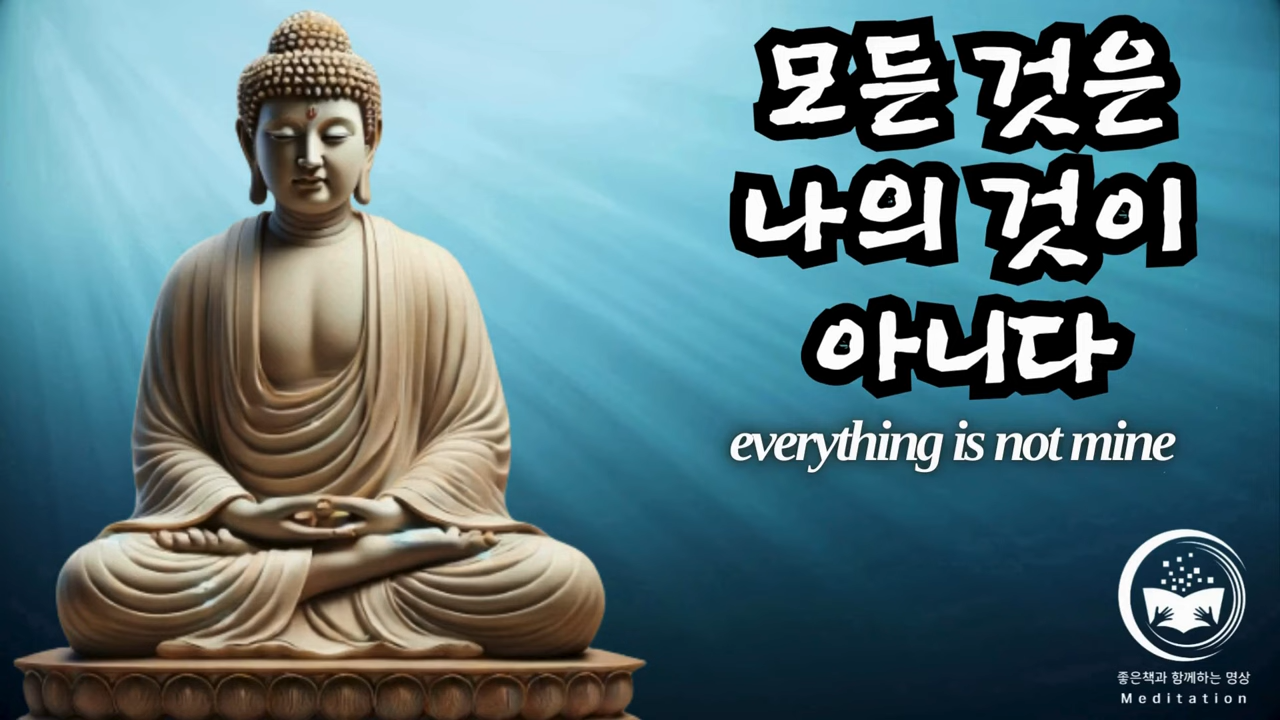 모든 것은
나의 것이
아니다
everything is not mine
좋은책과 함께하는 명상
Meditation